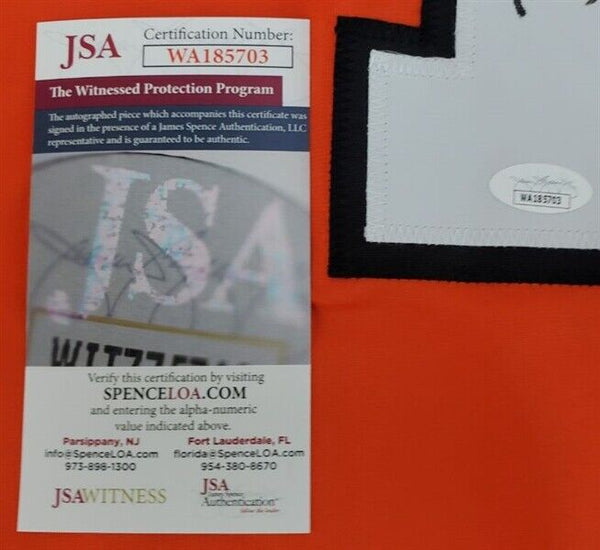 JSA
Certification Number:
WA185703
The Witnessed Protection Program
The autographed piece which accompanies this certificate was
signed in the presence of a James Spence Authentication, LLC
representative and is guaranteed to be authentic.
JSA
Verify this certification by visiting
SPENCELOA.COM
and entering the alpha-numeric
value indicated above.
Parsippany, NJ
info@SpenceLOA.com
973-898-1300
Fort Lauderdale, FL
florida@SpenceLOA.com
954-380-8670
JSAWITNESS
JSA
James Spence
Authentication
WA185703